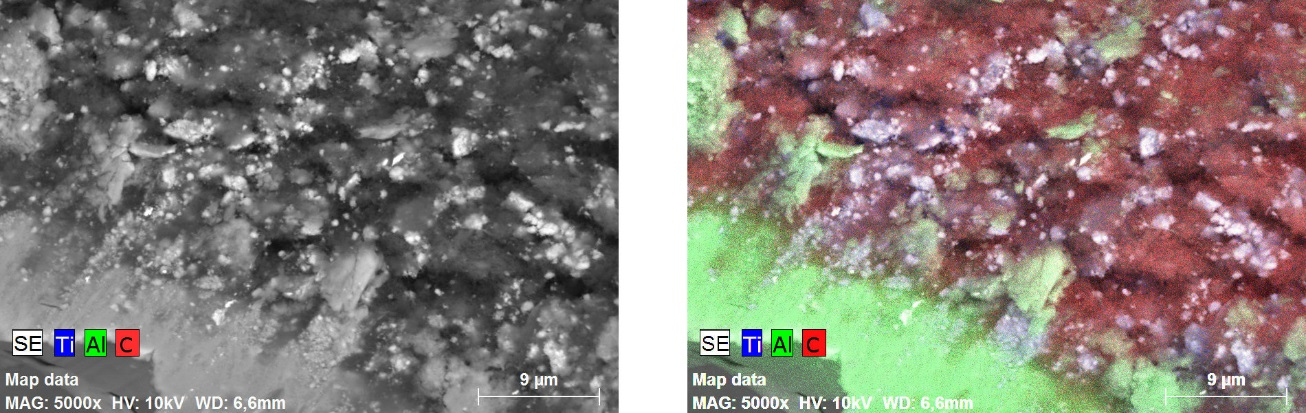 SE Ti Al C
9 µm
Map data
MAG: 5000x HV: 10kV WD: 6,6mm
SE Ti Al C
9 µm
Map data
MAG: 5000x HV: 10kV WD: 6,6mm